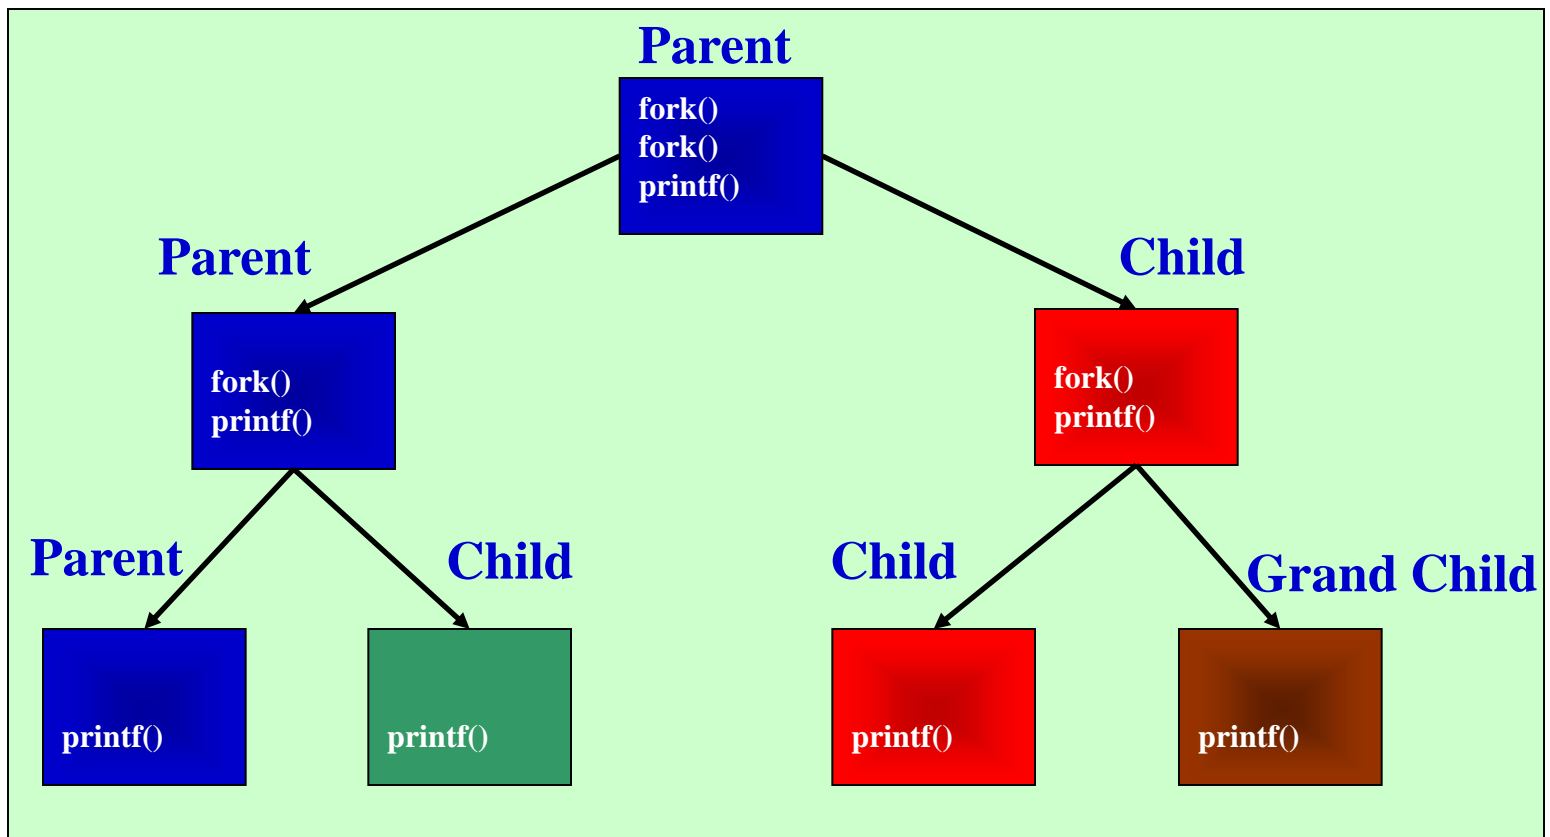 Parent
fork()
fork()
printf()
Parent
Child
fork()
printf()
fork()
printf()
Parent
Child
Child
Grand Child
printf()
printf()
printf()
printf()